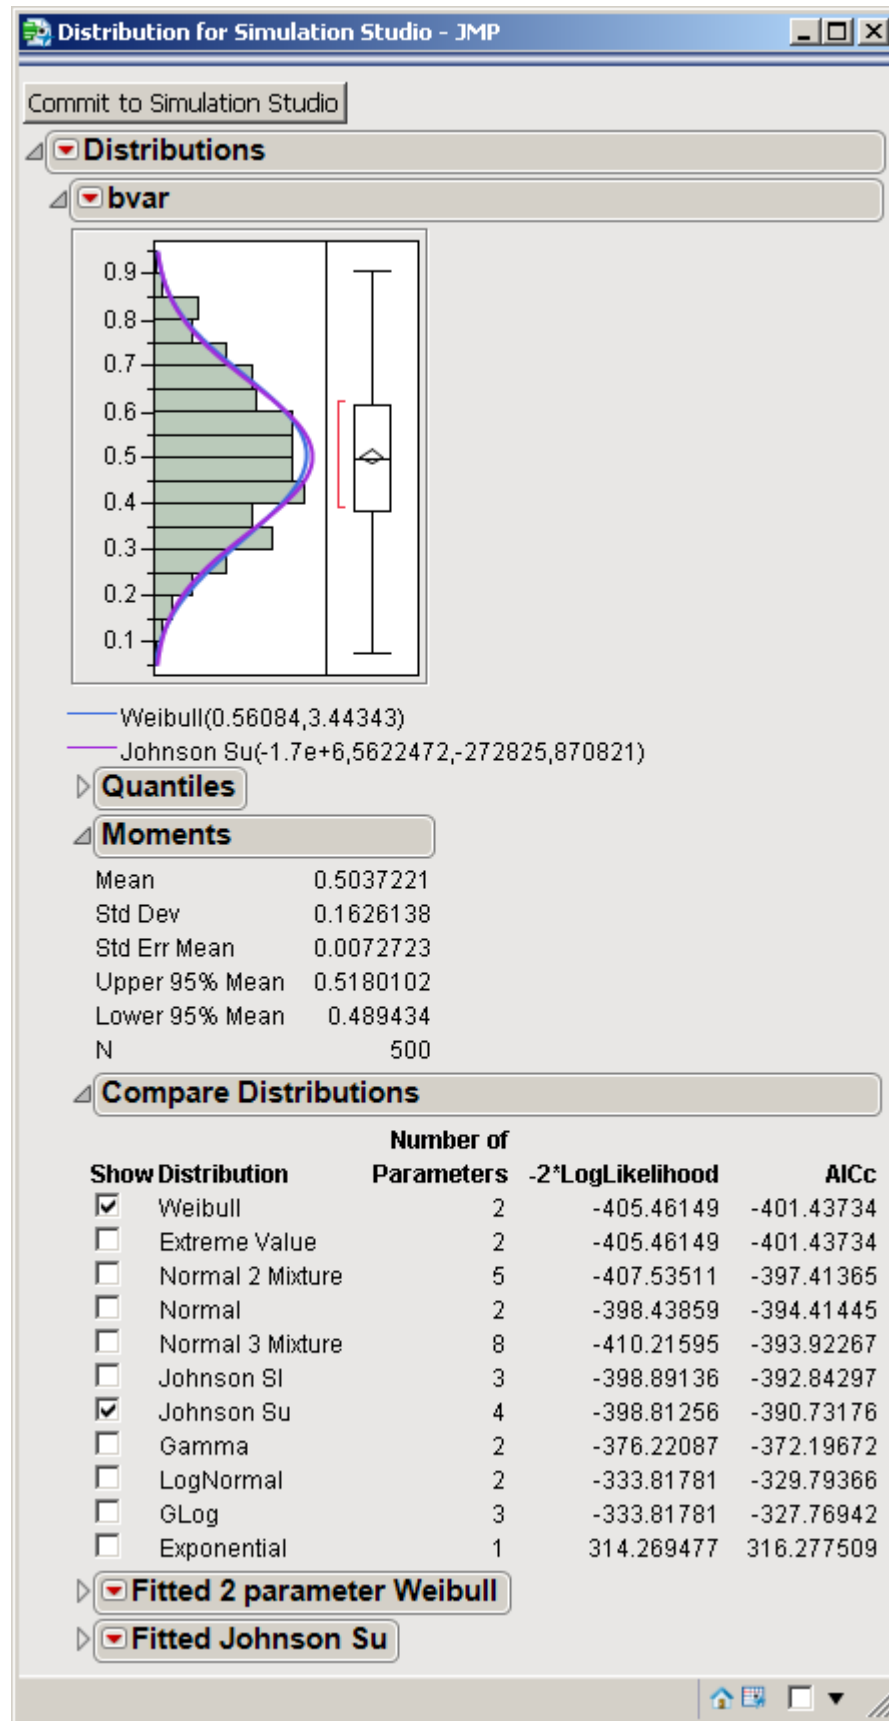 Distribution for Simulation Studio - JMP
Commit to Simulation Studio
Distributions
bvar
0.9
0.8
0.7
0.6
0.5
0.4
0.3
0.2
0.1
Weibull(0.56084,3.44343)
Johnson Su(-1.7e+6,5622472,-272825,870821)
Quantiles
Moments
Mean 0.5037221
Std Dev 0.1626138
Std Err Mean 0.0072723
Upper 95% Mean 0.5180102
Lower 95% Mean 0.489434
N 500
Compare Distributions
Number of
Show Distribution Parameters -2*LogLikelihood AICc
Weibull 2 -405.46149 -401.43734
Extreme Value 2 -405.46149 -401.43734
Normal 2 Mixture 5 -407.53511 -397.41365
Normal 2 -398.43859 -394.41445
Normal 3 Mixture 8 -410.21595 -393.92267
Johnson Sl 3 -398.89136 -392.84297
Johnson Su 4 -398.81256 -390.73176
Gamma 2 -376.22087 -372.19672
LogNormal 2 -333.81781 -329.79366
GLog 3 -333.81781 -327.76942
Exponential 1 314.269477 316.277509
Fitted 2 parameter Weibull
Fitted Johnson Su